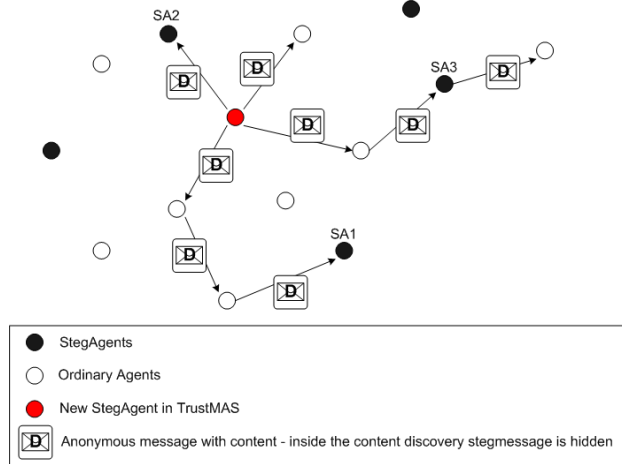 SA2
D
D
SA3
D
D
D
D
D
SA1
D
StegAgents
Ordinary Agents
New StegAgent in TrustMAS
D Anonymous message with content - inside the content discovery stegmessage is hidden